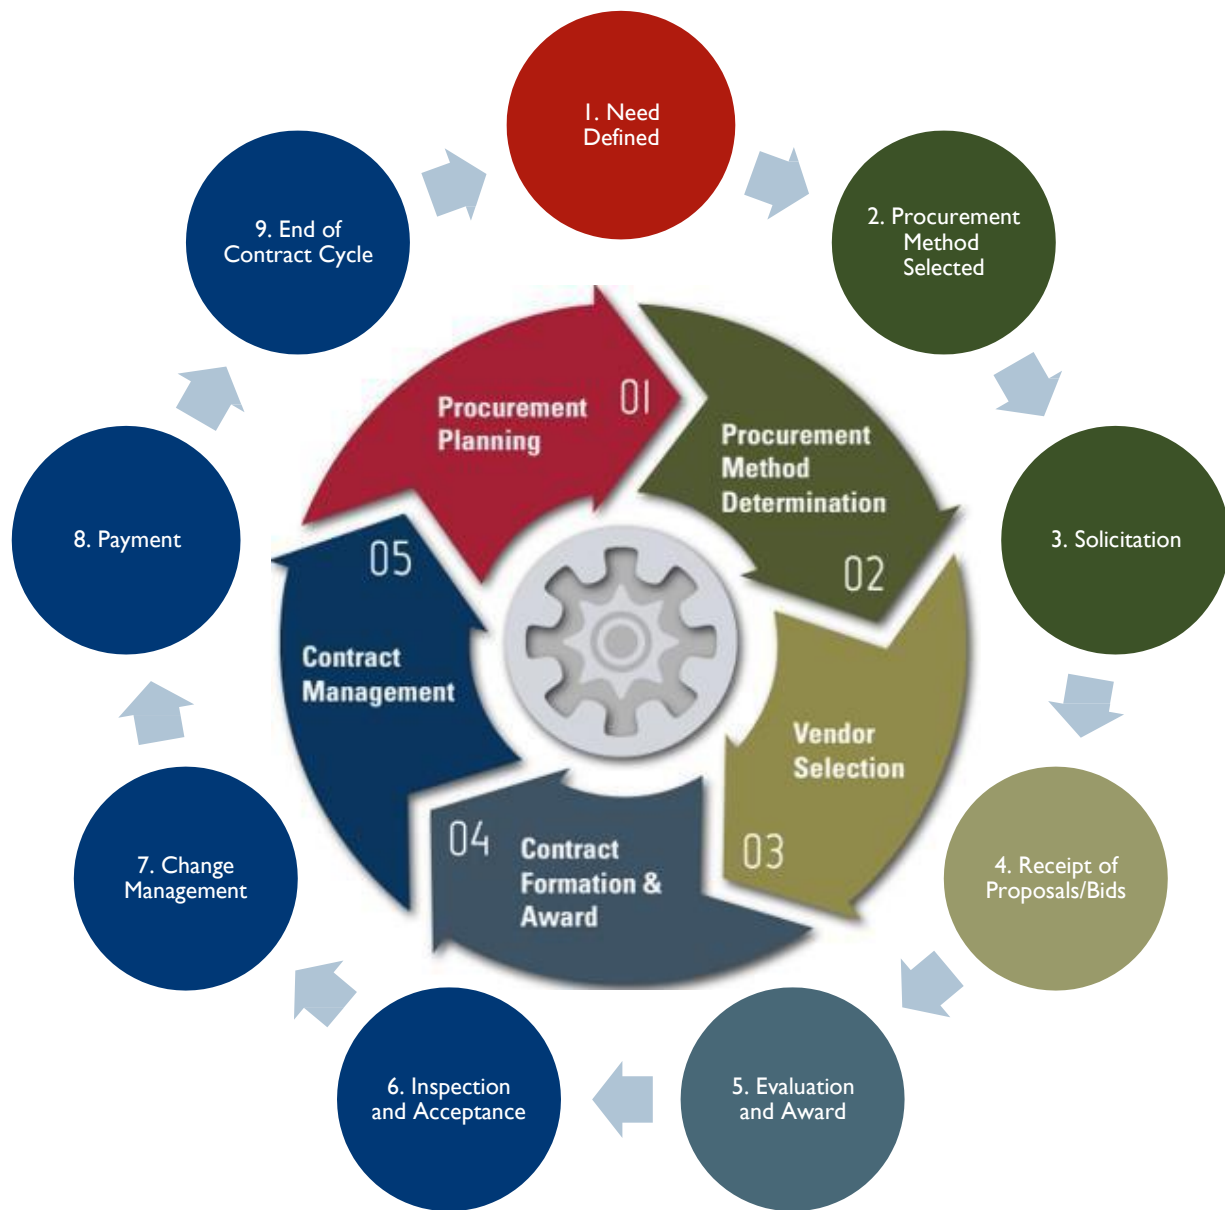 1. Need
Defined
2. Procurement
Method
Selected
3. Solicitation
4. Receipt of
Proposals/Bids
5. Evaluation
and Award
6. Inspection
and Acceptance
7. Change
Management
8. Payment
9. End of
Contract Cycle
Procurement
Planning
01
Procurement
Method
Determination
02
Vendor
Selection
03
04
Contract
Formation &
Award
05
Contract
Management